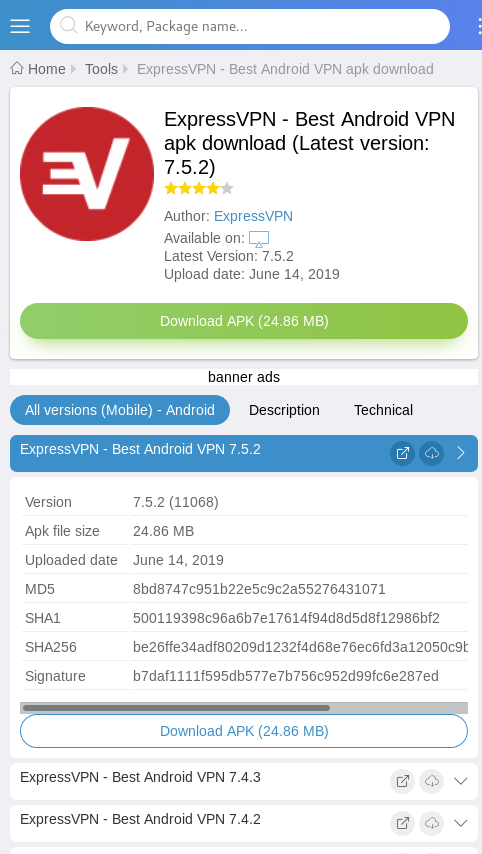 Keyword, Package name...
Home Tools ExpressVPN - Best Android VPN apk download
ExpressVPN - Best Android VPN
apk download (Latest version:
7.5.2)
Author: ExpressVPN
Available on:
Latest Version: 7.5.2
Upload date: June 14, 2019
Download APK (24.86 MB)
banner ads
All versions (Mobile) - Android Description Technical
ExpressVPN - Best Android VPN 7.5.2
Version 7.5.2 (11068)
Apk file size 24.86 MB
Uploaded date June 14, 2019
MD5 8bd8747c951b22e5c9c2a55276431071
SHA1 500119398c96a6b7e17614f94d8d5d8f12986bf2
SHA256 be26ffe34adf80209d1232f4d68e76ec6fd3a12050c9b
Signature b7daf1111f595db577e7b756c952d99fc6e287ed
Download APK (24.86 MB)
ExpressVPN - Best Android VPN 7.4.3
ExpressVPN - Best Android VPN 7.4.2